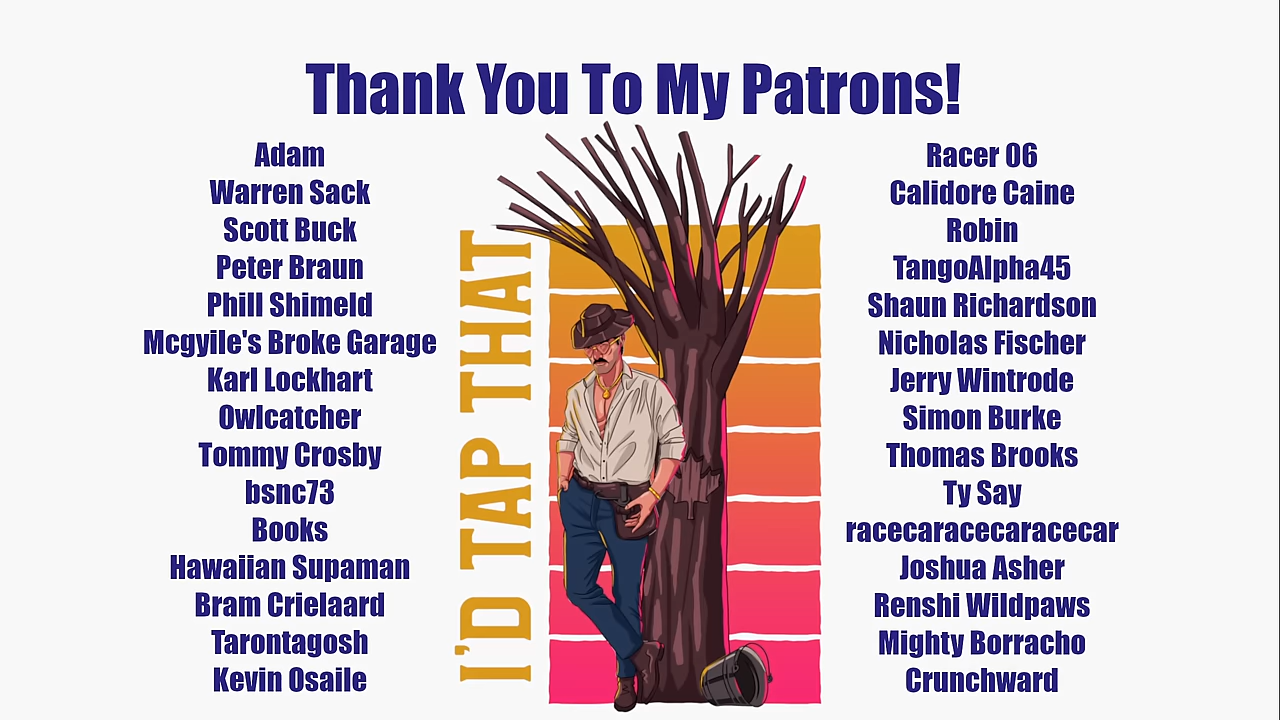 Thank You To My Patrons!
Adam
Warren Sack
Scott Buck
Peter Braun
Phill Shimeld
Mcgyile's Broke Garage
Karl Lockhart
Owlcatcher
Tommy Crosby
bsnc73
Books
Hawaiian Supaman
Bram Crielaard
Tarontagosh
Kevin Osaile
I'D TAP THAT
Racer 06
Calidore Caine
Robin
TangoAlpha45
Shaun Richardson
Nicholas Fischer
Jerry Wintrode
Simon Burke
Thomas Brooks
Ty Say
racecaracecaracecar
Joshua Asher
Renshi Wildpaws
Mighty Borracho
Crunchward